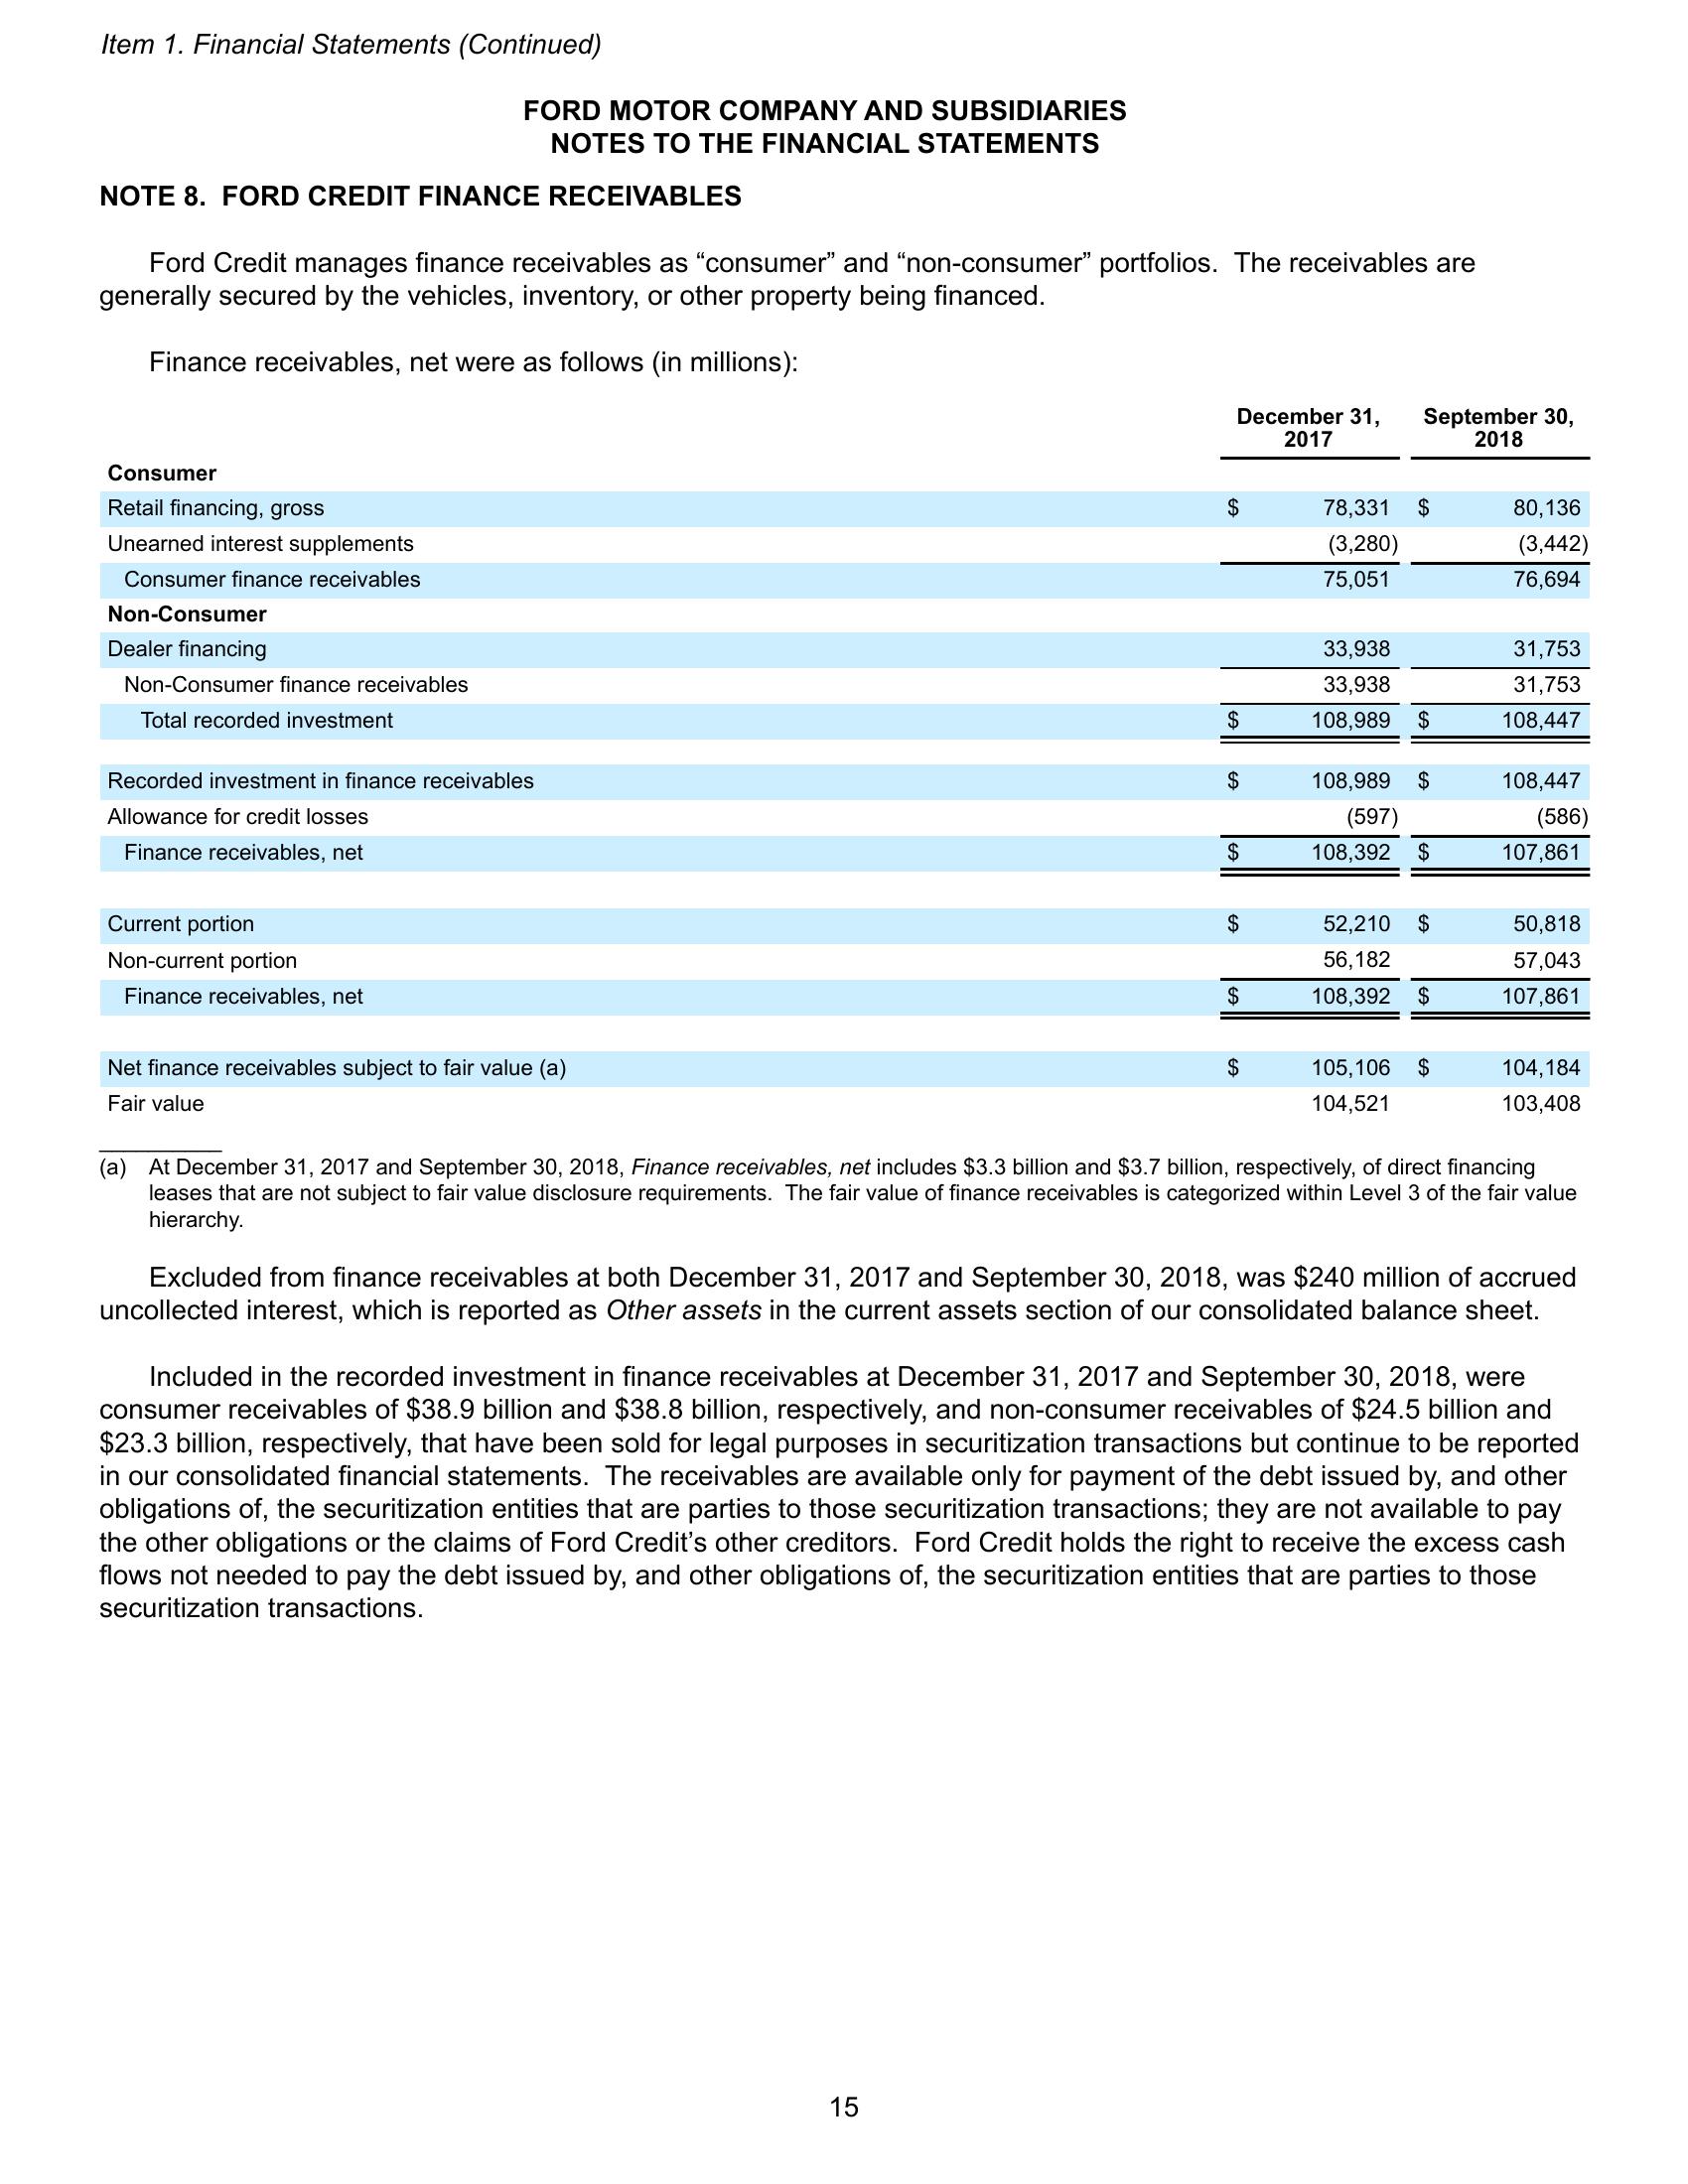 Item 1. Financial Statements (Continued)
FORD MOTOR COMPANY AND SUBSIDIARIES
NOTES TO THE FINANCIAL STATEMENTS
NOTE 8.  FORD CREDIT FINANCE RECEIVABLES
Ford Credit manages finance receivables as “consumer” and “non-consumer” portfolios.  The receivables are
generally secured by the vehicles, inventory, or other property being financed.
Finance receivables, net were as follows (in millions):
December 31, 2017 September 30, 2018
Consumer
Retail financing, gross $ 78,331 $ 80,136
Unearned interest supplements (3,280) (3,442)
Consumer finance receivables 75,051 76,694
Non-Consumer
Dealer financing 33,938 31,753
Non-Consumer finance receivables 33,938 31,753
Total recorded investment $ 108,989 $ 108,447
Recorded investment in finance receivables $ 108,989 $ 108,447
Allowance for credit losses (597) (586)
Finance receivables, net $ 108,392 $ 107,861
Current portion $ 52,210 $ 50,818
Non-current portion 56,182 57,043
Finance receivables, net $ 108,392 $ 107,861
Net finance receivables subject to fair value (a) $ 105,106 $ 104,184
Fair value 104,521 103,408
(a) At December 31, 2017 and September 30, 2018, Finance receivables, net includes $3.3 billion and $3.7 billion, respectively, of direct financing
leases that are not subject to fair value disclosure requirements.  The fair value of finance receivables is categorized within Level 3 of the fair value
hierarchy.
Excluded from finance receivables at both December 31, 2017 and September 30, 2018, was $240 million of accrued
uncollected interest, which is reported as Other assets in the current assets section of our consolidated balance sheet.
Included in the recorded investment in finance receivables at December 31, 2017 and September 30, 2018, were
consumer receivables of $38.9 billion and $38.8 billion, respectively, and non-consumer receivables of $24.5 billion and
$23.3 billion, respectively, that have been sold for legal purposes in securitization transactions but continue to be reported
in our consolidated financial statements.  The receivables are available only for payment of the debt issued by, and other
obligations of, the securitization entities that are parties to those securitization transactions; they are not available to pay
the other obligations or the claims of Ford Credit’s other creditors.  Ford Credit holds the right to receive the excess cash
flows not needed to pay the debt issued by, and other obligations of, the securitization entities that are parties to those
securitization transactions.
15